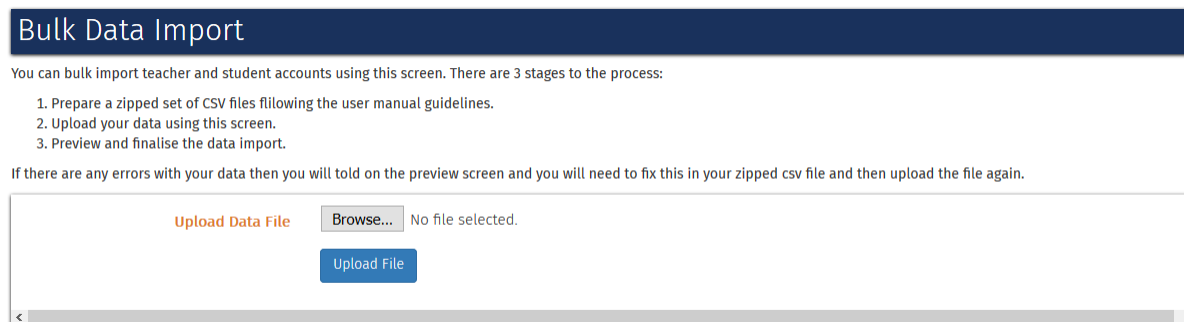 Bulk Data Import
You can bulk import teacher and student accounts using this screen. There are 3 stages to the process:
1. Prepare a zipped set of CSV files flilowing the user manual guidelines.
2. Upload your data using this screen.
3. Preview and finalise the data import.
If there are any errors with your data then you will told on the preview screen and you will need to fix this in your zipped csv file and then upload the file again.
Upload Data File Browse... No file selected.
Upload File